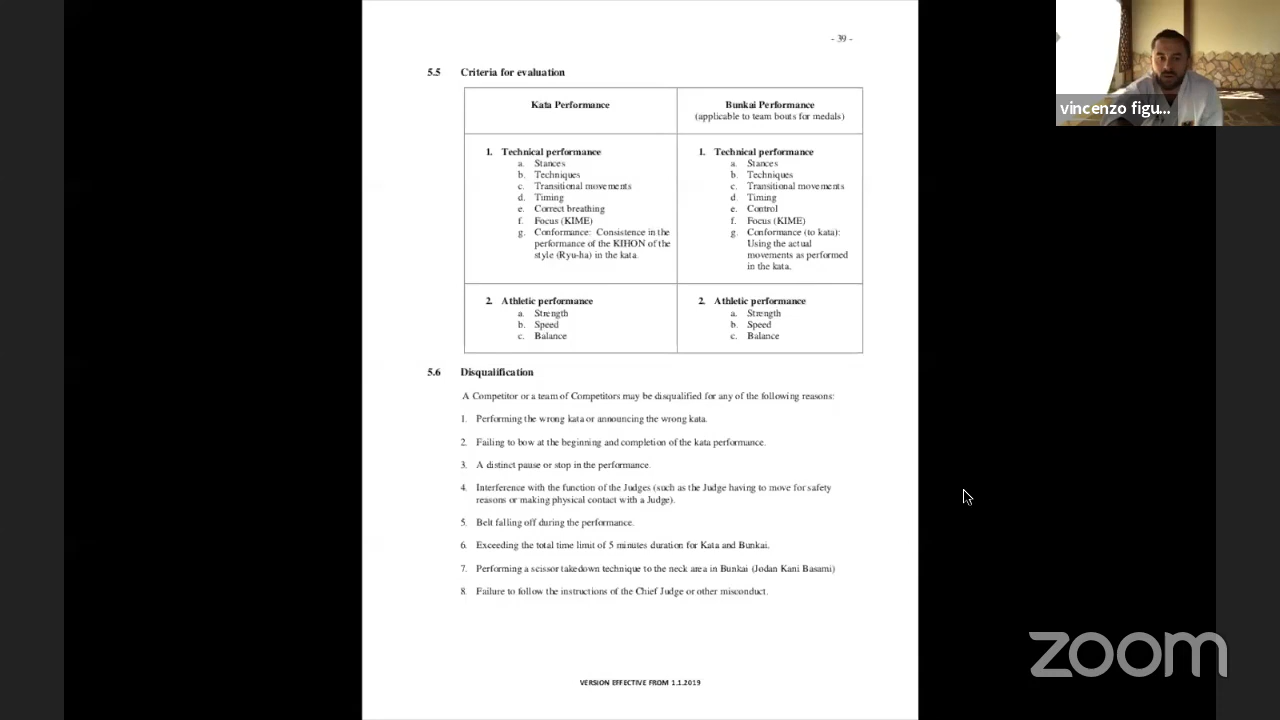 - 39 -
5.5 Criteria for evaluation
Kata Performance
Bunkai Performance
(applicable to team bouts for medals)
1. Technical performance
a. Stances
b. Techniques
c. Transitional movements
d. Timing
e. Correct breathing
f. Focus (KIME)
g. Conformance: Consistence in the
performance of the KIHON of the
style (Ryu-ha) in the kata.
1. Technical performance
a. Stances
b. Techniques
c. Transitional movements
d. Timing
e. Control
f. Focus (KIME)
g. Conformance (to kata):
Using the actual
movements as performed
in the kata.
2. Athletic performance
a. Strength
b. Speed
c. Balance
2. Athletic performance
a. Strength
b. Speed
c. Balance
5.6 Disqualification
A Competitor or a team of Competitors may be disqualified for any of the following reasons:
1. Performing the wrong kata or announcing the wrong kata.
2. Failing to bow at the beginning and completion of the kata performance.
3. A distinct pause or stop in the performance.
4. Interference with the function of the Judges (such as the Judge having to move for safety
reasons or making physical contact with a Judge).
5. Belt falling off during the performance.
6. Exceeding the total time limit of 5 minutes duration for Kata and Bunkai.
7. Performing a scissor takedown technique to the neck area in Bunkai (Jodan Kani Basami)
8. Failure to follow the instructions of the Chief Judge or other misconduct.
VERSION EFFECTIVE FROM 1.1.2019
vincenzo figu...
zoom